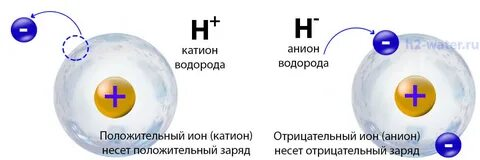 H+
катион
водорода
Положительный ион (катион)
несет положительный заряд
H-
анион
водорода
h2-water.ru
Отрицательный ион (анион)
несет отрицательный заряд